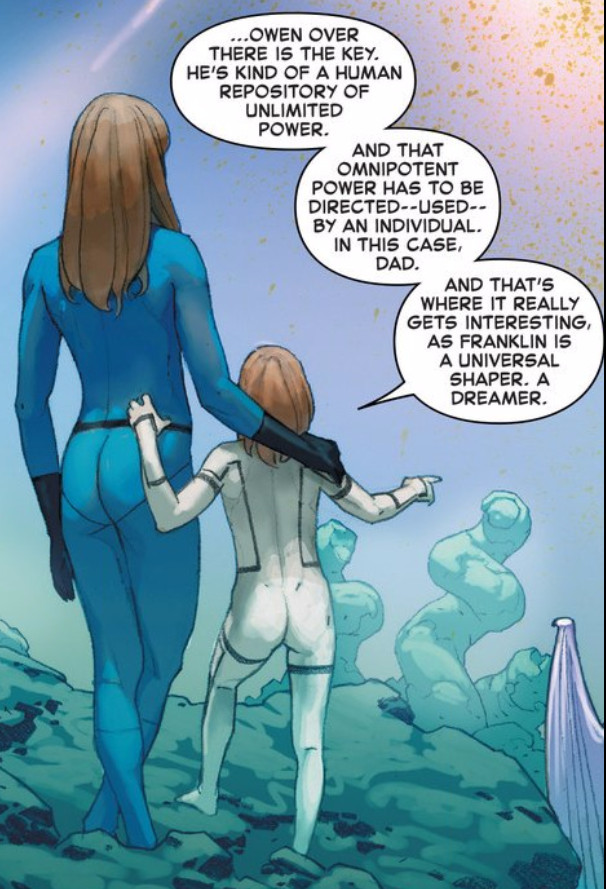 ...OWEN OVER
THERE IS THE KEY.
HE'S KIND OF A HUMAN
REPOSITORY OF
UNLIMITED
POWER.
AND THAT
OMNIPOTENT
POWER HAS TO BE
DIRECTED--USED--
BY AN INDIVIDUAL.
IN THIS CASE,
DAD.
AND THAT'S
WHERE IT REALLY
GETS INTERESTING,
AS FRANKLIN IS
A UNIVERSAL
SHAPER. A
DREAMER.